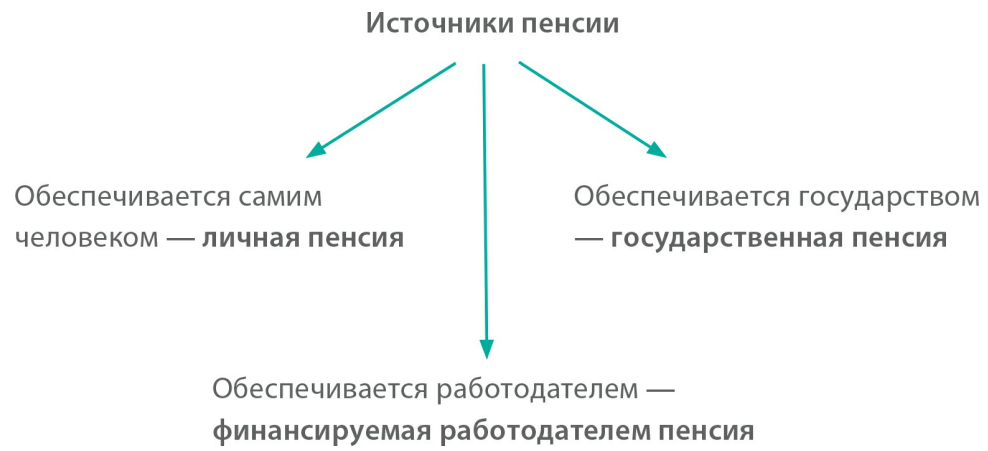 Источники пенсии
Обеспечивается самим
человеком — личная пенсия
Обеспечивается государством
— государственная пенсия
Обеспечивается работодателем —
финансируемая работодателем пенсия